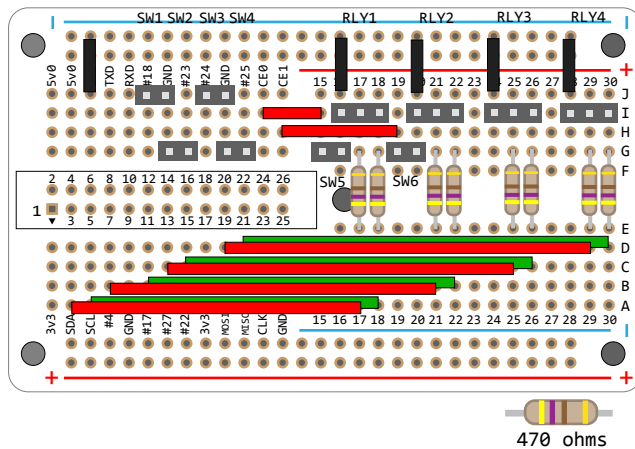 SW1 SW2 SW3 SW4 RLY1 RLY2 RLY3 RLY4
5v0 5v0 TXD RXD #18 GND #23 #24 GND #25 CE0 CE1 15 17 18 19 20 21 22 23 24 25 26 27 28 29 30
J
I
H
G
F
SW5 SW6
2 4 6 8 10 12 14 16 18 20 22 24 26
1 3 5 7 9 11 13 15 17 19 21 23 25
E
D
C
B
A
3v3 SDA SCL #4 GND #17 #27 #22 3v3 MOSI MISO CLK GND 15 16 17 18 19 20 21 22 23 24 25 26 27 28 29 30
470 ohms